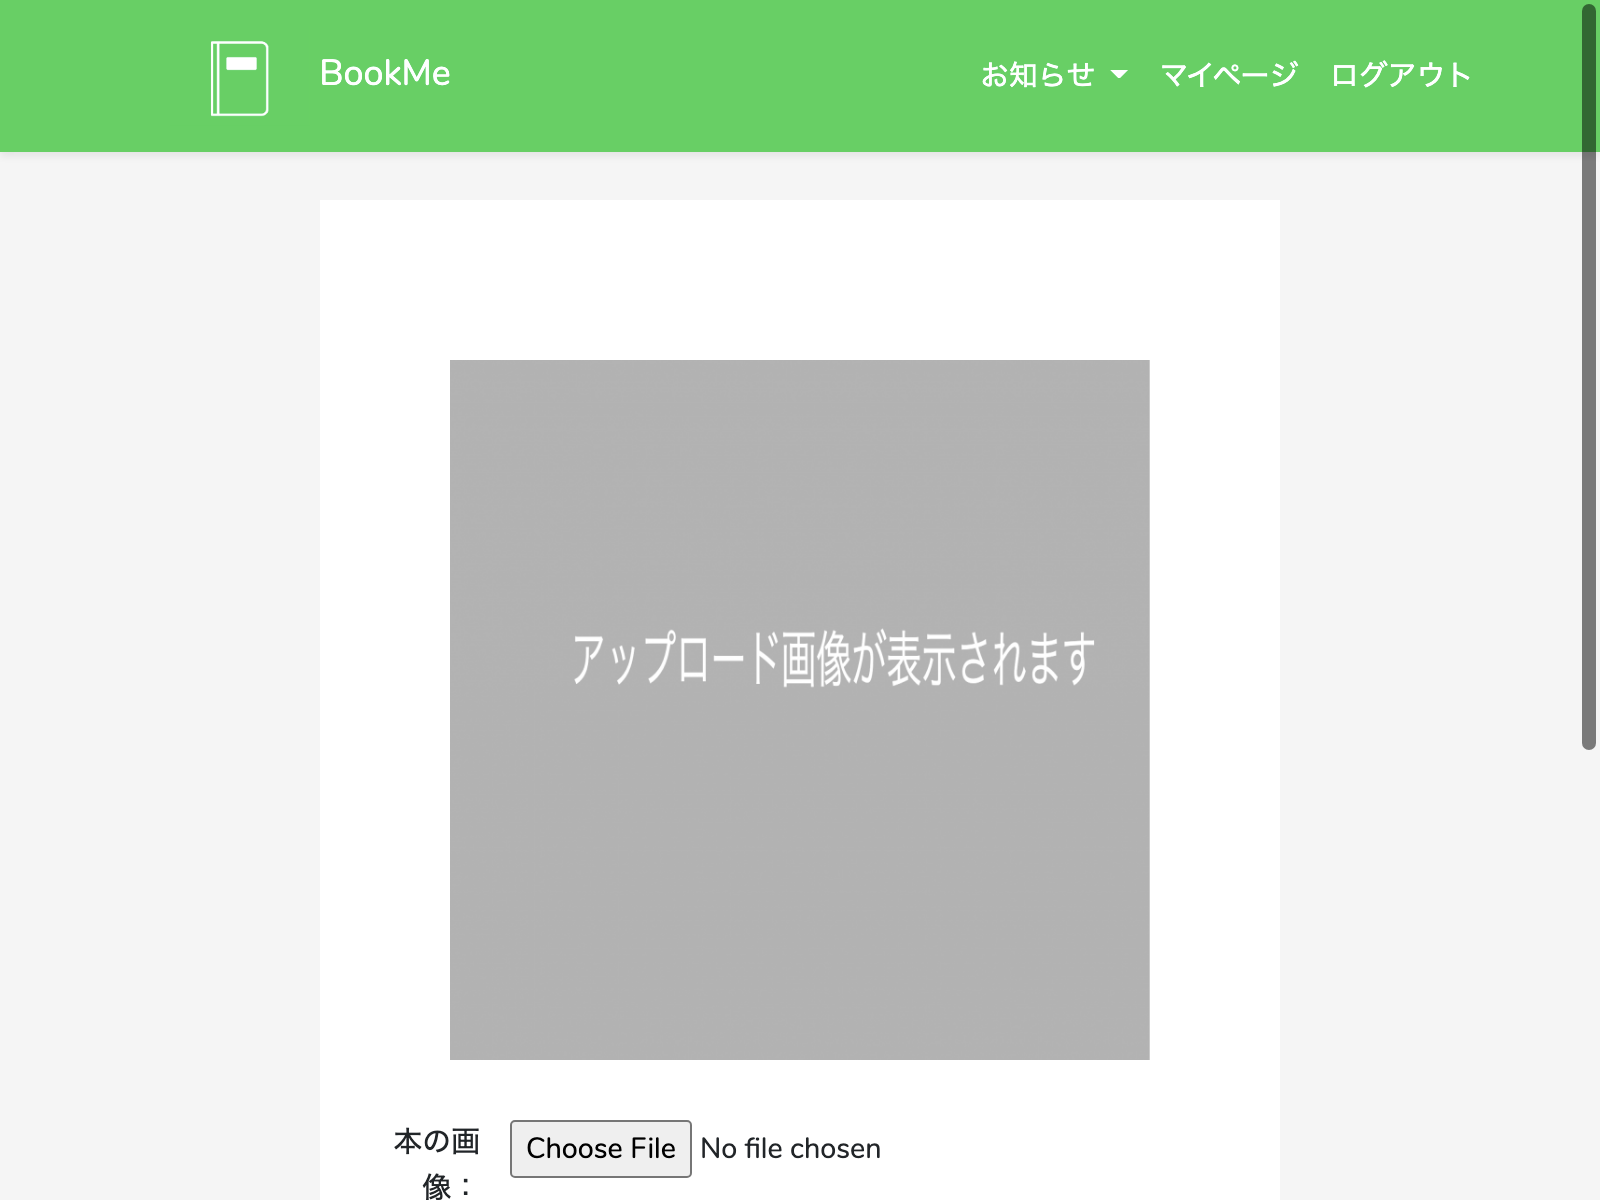 BookMe
お知らせ
マイページ
ログアウト
アップロード画像が表示されます
本の画
像：
Choose File No file chosen